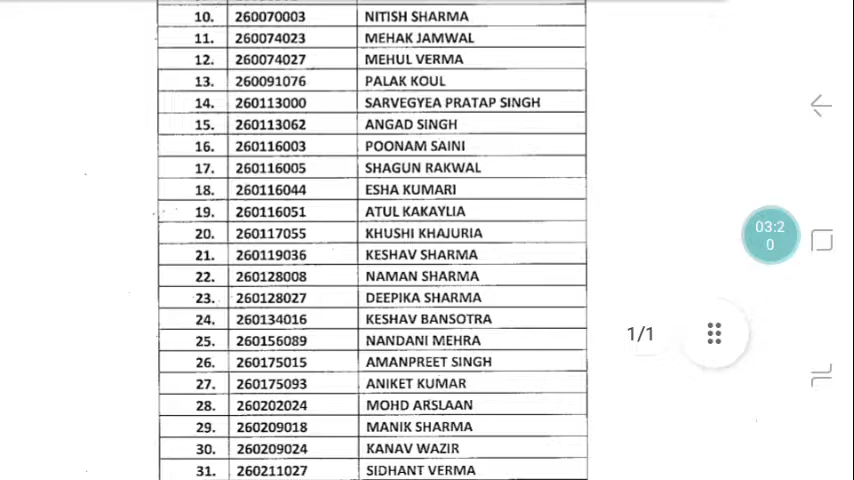 10. 260070003 NITISH SHARMA
11. 260074023 MEHAK JAMWAL
12. 260074027 MEHUL VERMA
13. 260091076 PALAK KOUL
14. 260113000 SARVEGYEA PRATAP SINGH
15. 260113062 ANGAD SINGH
16. 260116003 POONAM SAINI
17. 260116005 SHAGUN RAKWAL
18. 260116044 ESHA KUMARI
19. 260116051 ATUL KAKAYLIA
20. 260117055 KHUSHI KHAJURIA
21. 260119036 KESHAV SHARMA
22. 260128008 NAMAN SHARMA
23. 260128027 DEEPIKA SHARMA
24. 260134016 KESHAV BANSOTRA
25. 260156089 NANDANI MEHRA
26. 260175015 AMANPREET SINGH
27. 260175093 ANIKET KUMAR
28. 260202024 MOHD ARSLAAN
29. 260209018 MANIK SHARMA
30. 260209024 KANAV WAZIR
31. 260211027 SIDHANT VERMA
03:2
0
1/1